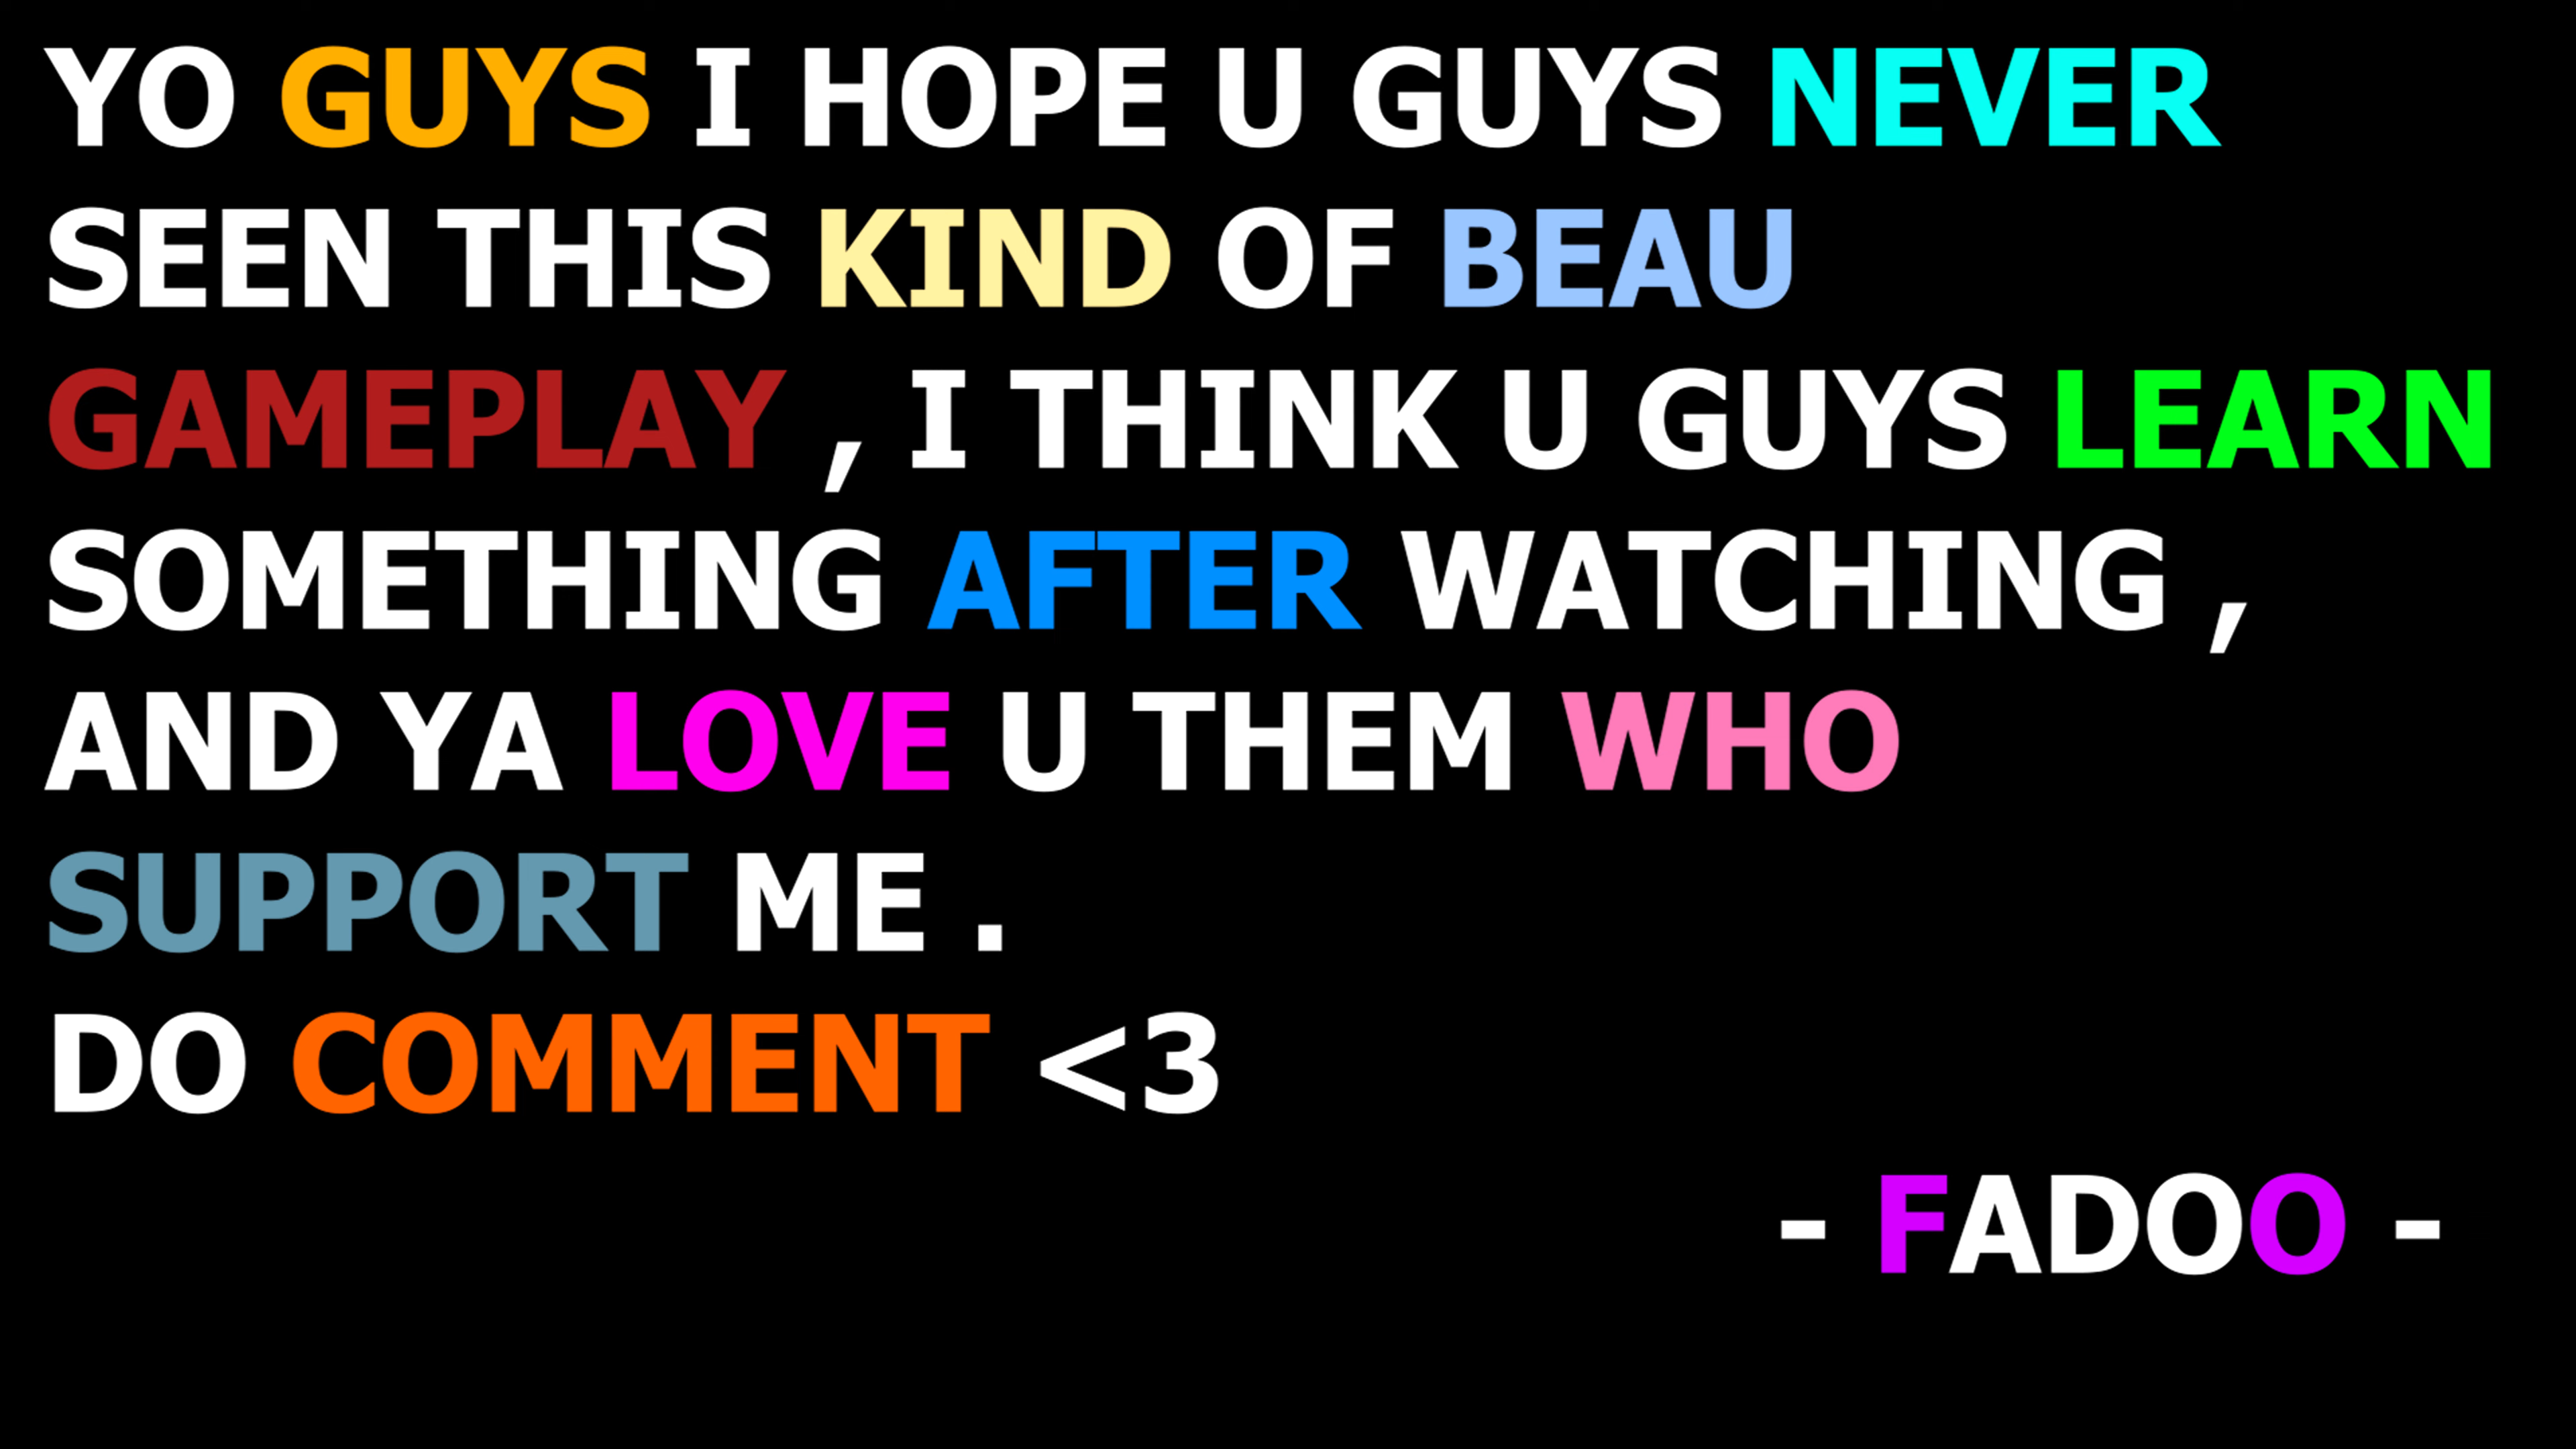 YO GUYS I HOPE U GUYS NEVER
SEEN THIS KIND OF BEAU
GAMEPLAY , I THINK U GUYS LEARN
SOMETHING AFTER WATCHING ,
AND YA LOVE U THEM WHO
SUPPORT ME .
DO COMMENT <3
- FADOO -